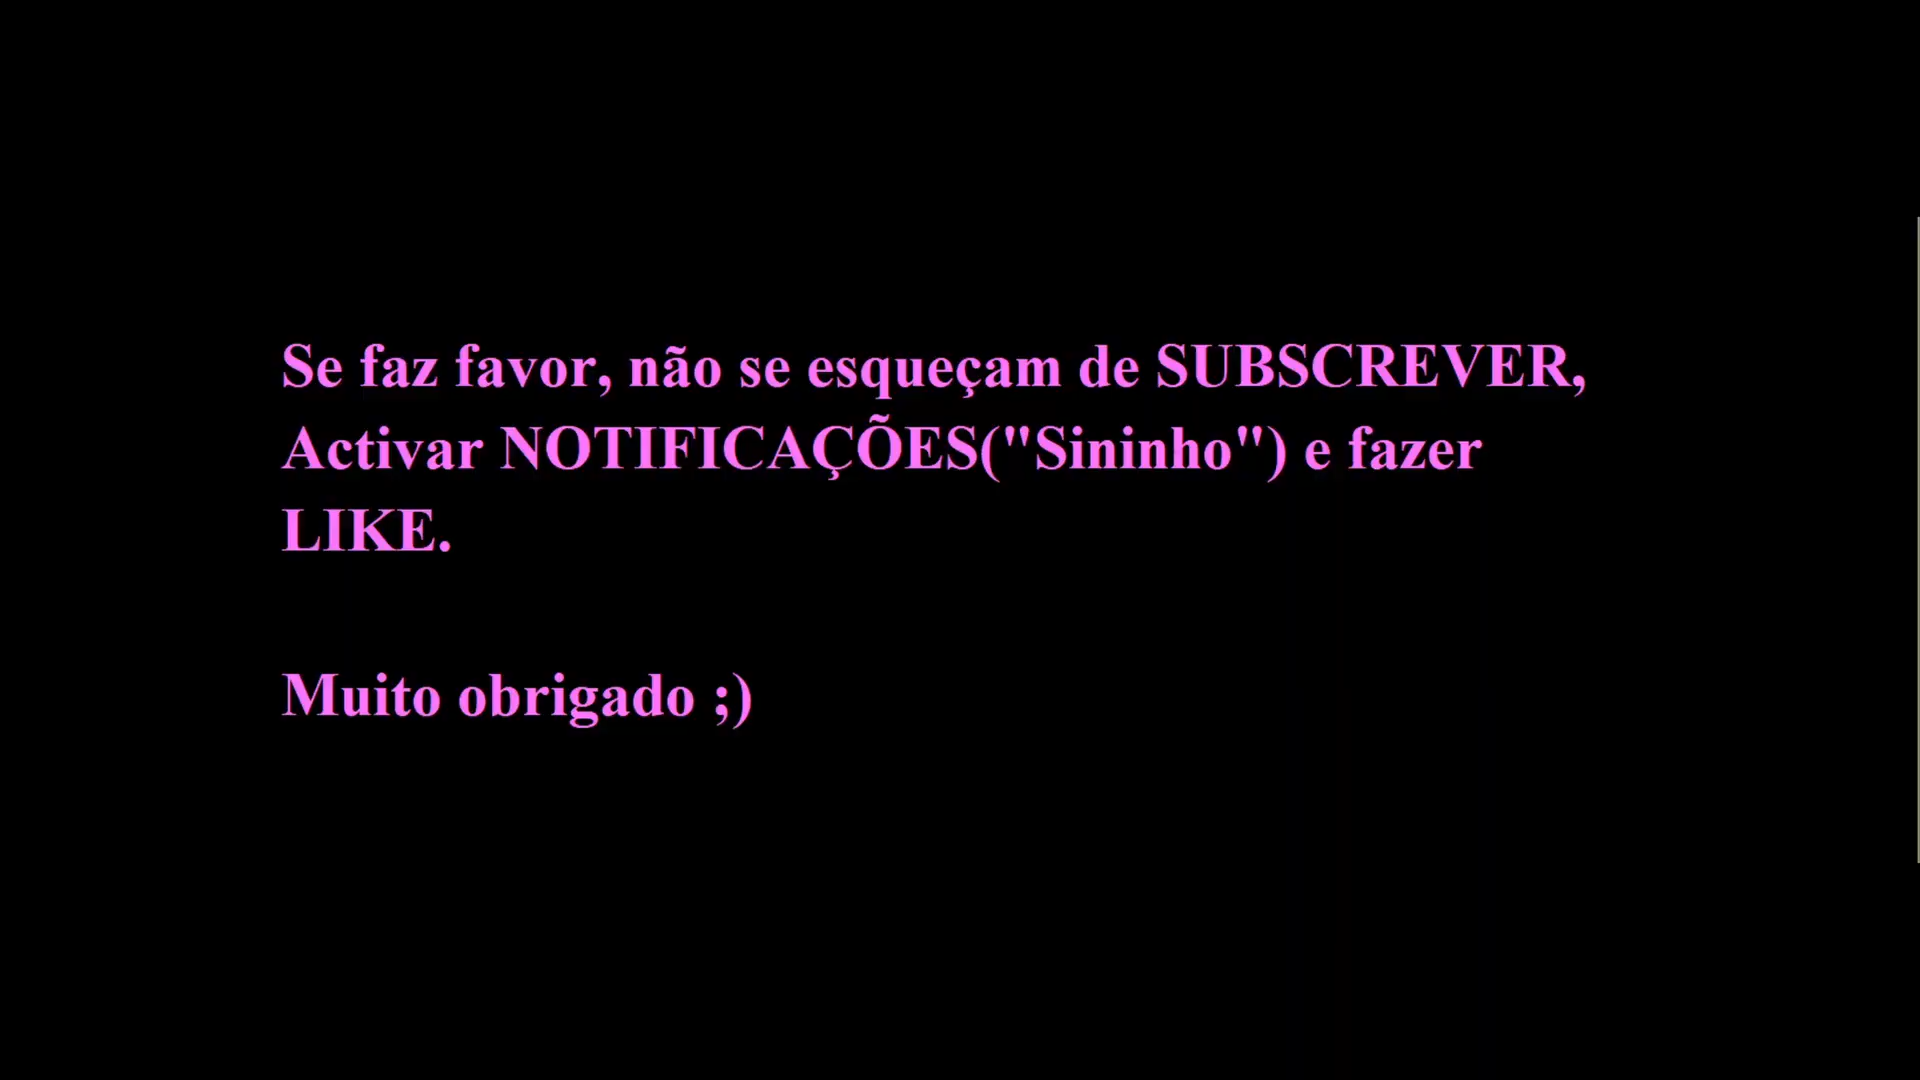 Se faz favor, não se esqueçam de SUBSCREVER,
Activar NOTIFICAÇÕES("Sininho") e fazer
LIKE.
Muito obrigado ;)